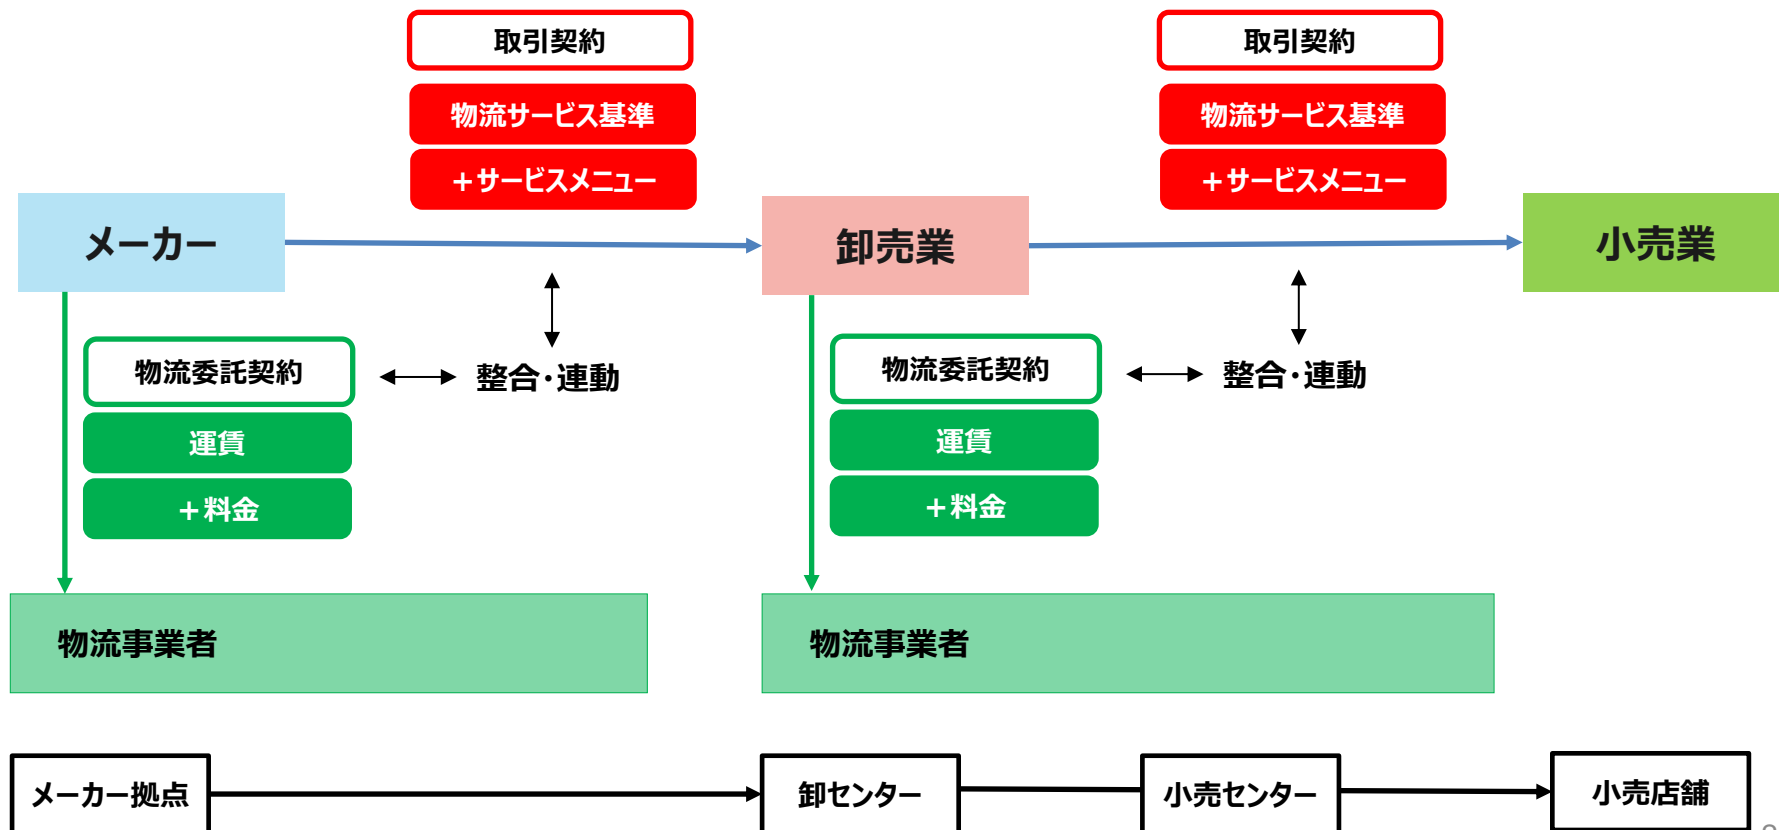 取引契約
物流サービス基準
+サービスメニュー
取引契約
物流サービス基準
+サービスメニュー
メーカー
卸売業
小売業
物流委託契約
整合・連動
運賃
+料金
物流委託契約
整合・連動
運賃
+料金
物流事業者
物流事業者
メーカー拠点
卸センター
小売センター
小売店舗